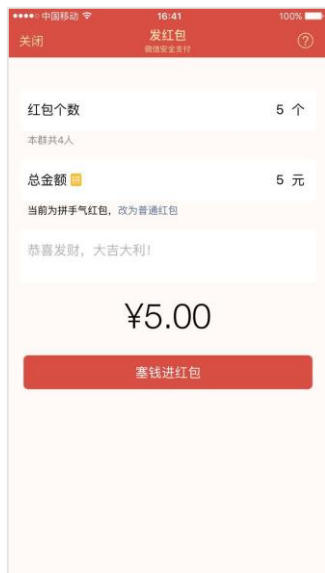 中国移动 16:41 100%
关闭 发红包 ?
微信安全支付
红包个数 5 个
本群共4人
总金额 拼 5 元
当前为拼手气红包，改为普通红包
恭喜发财，大吉大利！
¥5.00
塞钱进红包